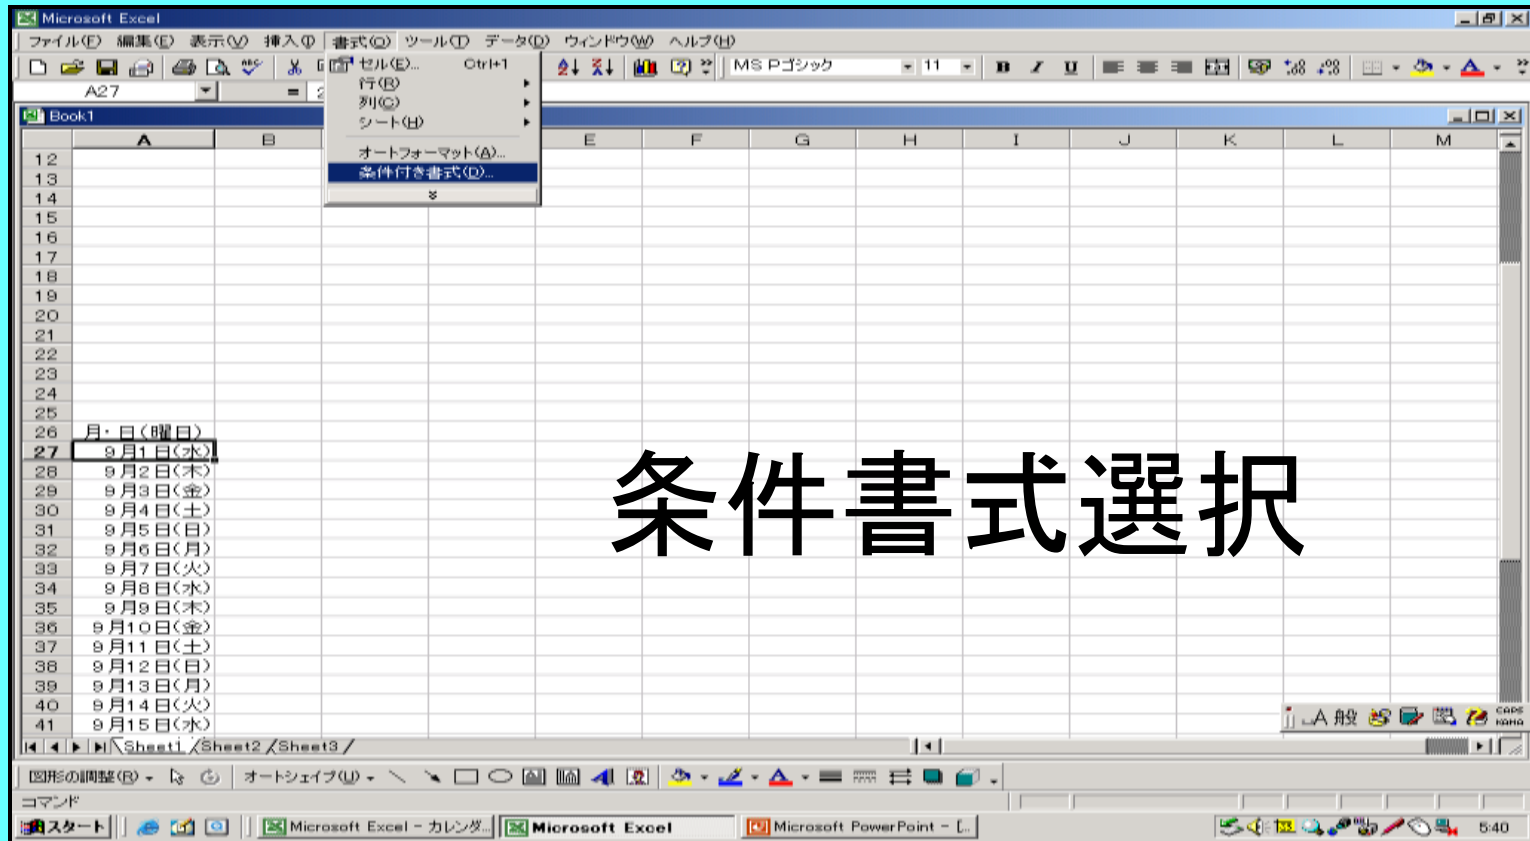 Microsoft Excel
ファイル(F) 編集(E) 表示(V) 挿入(I) 書式(O) ツール(T) データ(D) ウィンドウ(W) ヘルプ(H)
セル(E)... Ctrl+1
行(R)
列(C)
シート(H)
オートフォーマット(A)...
条件付き書式(D)...
MS Pゴシック 11 B I U
A27 =
Book1
A B E F G H I J K L M
12
13
14
15
16
17
18
19
20
21
22
23
24
25
26 月・日(曜日)
27 9月1日(水)
28 9月2日(木)
29 9月3日(金)
30 9月4日(土)
31 9月5日(日)
32 9月6日(月)
33 9月7日(火)
34 9月8日(水)
35 9月9日(木)
36 9月10日(金)
37 9月11日(土)
38 9月12日(日)
39 9月13日(月)
40 9月14日(火)
41 9月15日(水)
条件書式選択
A 般 CAPS
KANA
Sheet1 Sheet2 Sheet3
図形の調整(R) オートシェイプ(U)
コマンド
スタート Microsoft Excel - カレンダ... Microsoft Excel Microsoft PowerPoint - [... 5:40